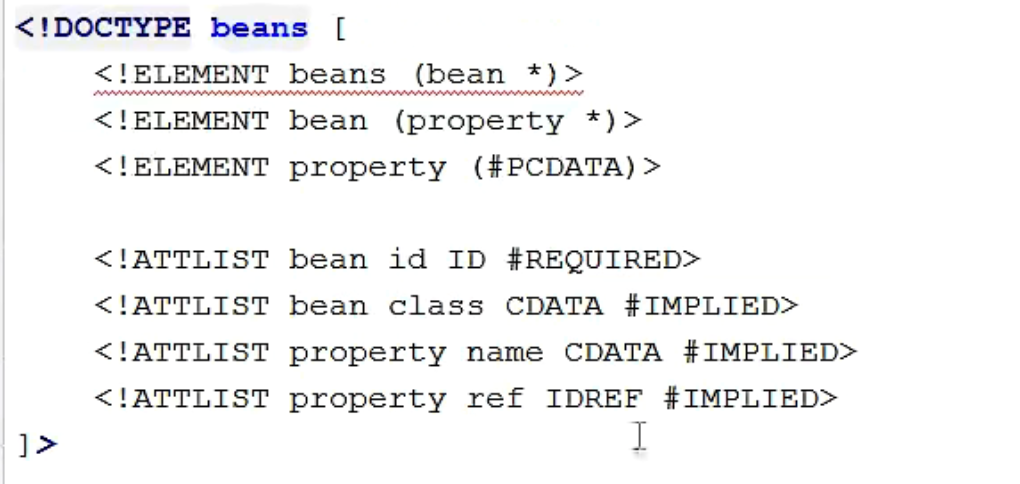 <!DOCTYPE beans [
<!ELEMENT beans (bean *)>
<!ELEMENT bean (property *)>
<!ELEMENT property (#PCDATA)>
<!ATTLIST bean id ID #REQUIRED>
<!ATTLIST bean class CDATA #IMPLIED>
<!ATTLIST property name CDATA #IMPLIED>
<!ATTLIST property ref IDREF #IMPLIED>
]>